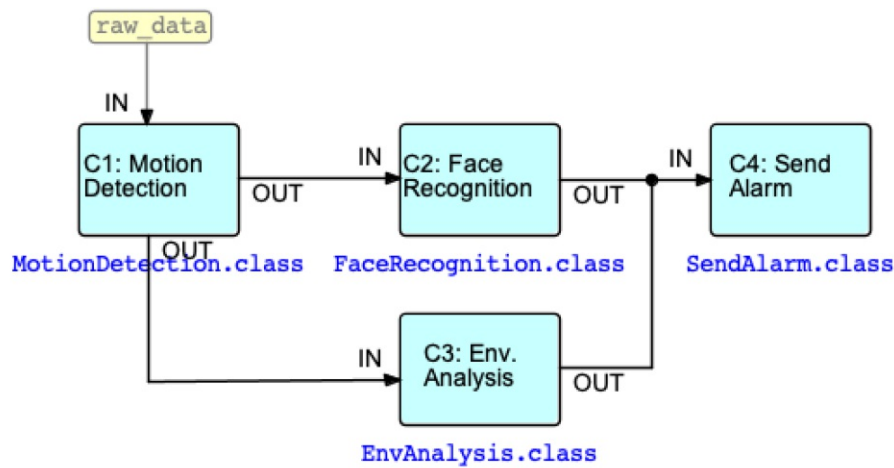 raw_data
IN
C1: Motion
Detection
OUT
OUT
MotionDetection.class
IN
C2: Face
Recognition
OUT
FaceRecognition.class
IN
C4: Send
Alarm
SendAlarm.class
IN
C3: Env.
Analysis
OUT
EnvAnalysis.class